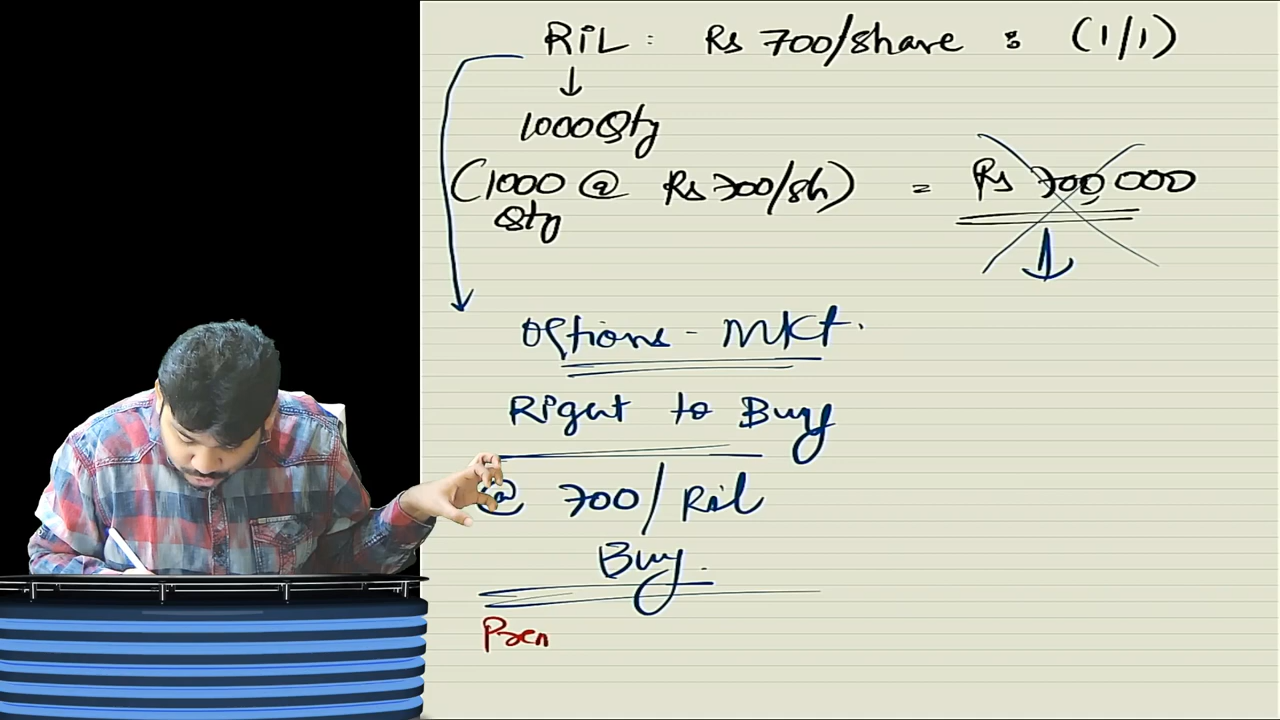 RiL : Rs 700/share : (1/1)
1000 Qty
(1000 @ Rs 700/sh) = Rs 700,000
Qty
Options - MKt.
Right to Buy
@ 700/Ril
Buy.
Prem